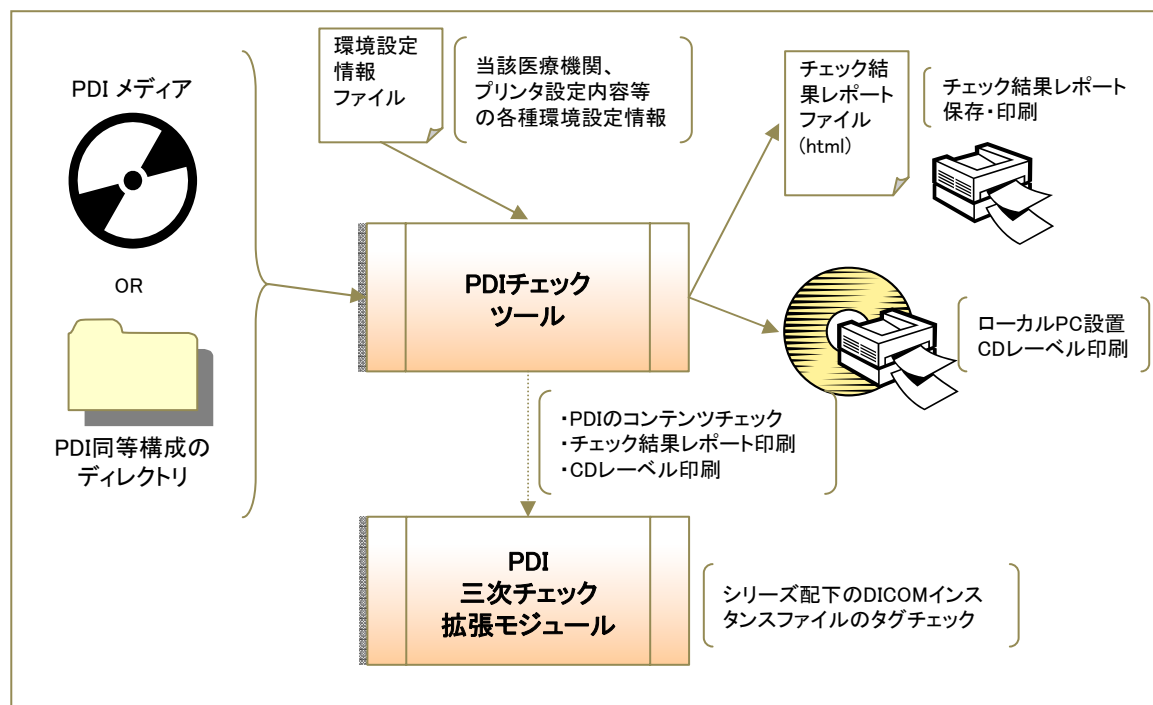 PDI メディア
OR
PDI同等構成の
ディレクトリ
環境設定
情報
ファイル
当該医療機関、
プリンタ設定内容等
の各種環境設定情報
チェック結
果レポート
ファイル
(html)
チェック結果レポート
保存・印刷
PDIチェック
ツール
ローカルPC設置
CDレーベル印刷
・PDIのコンテンツチェック
・チェック結果レポート印刷
・CDレーベル印刷
PDI
三次チェック
拡張モジュール
シリーズ配下のDICOMインス
タンスファイルのタグチェック